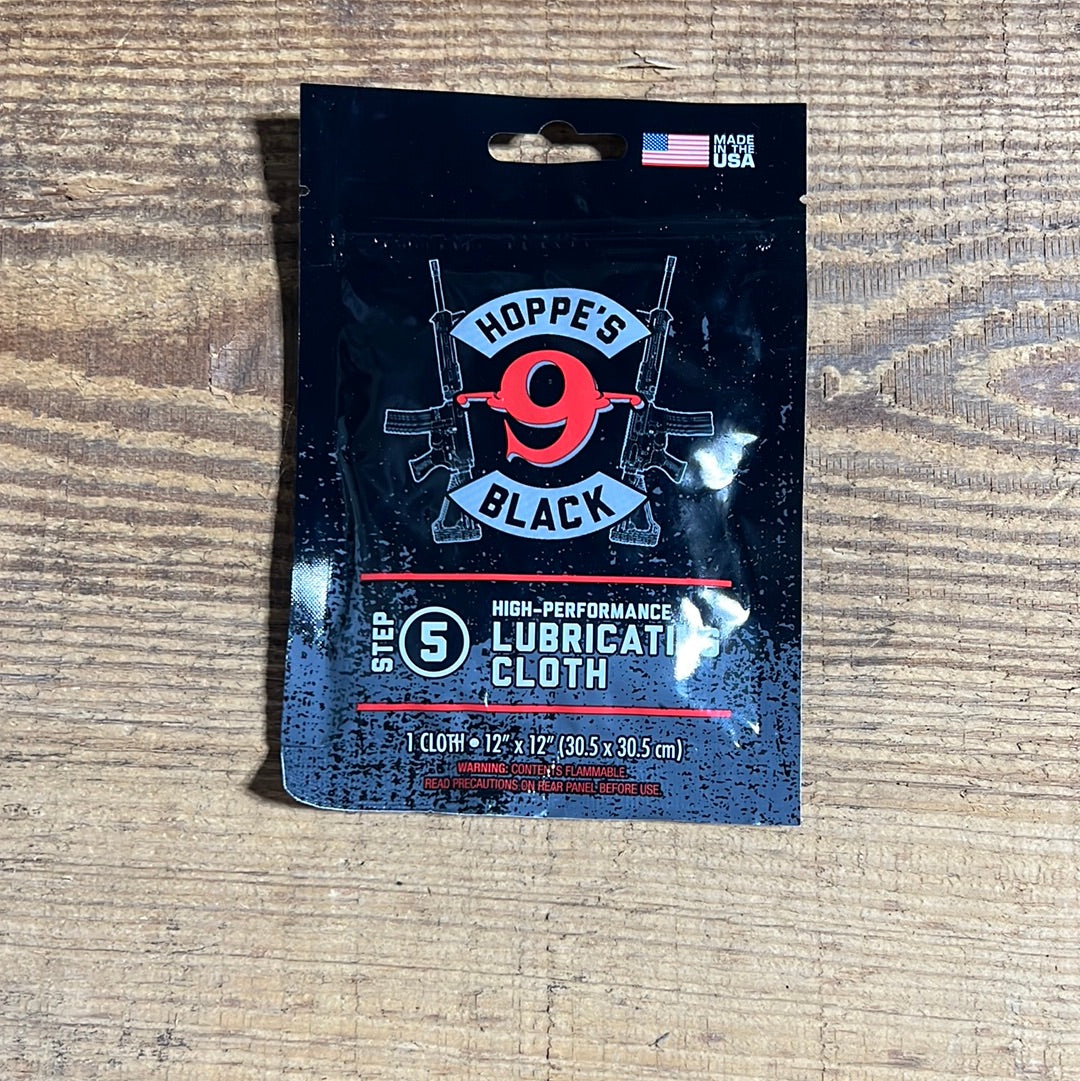 MADE
IN THE
USA
HOPPE'S
9
BLACK
STEP
5
HIGH-PERFORMANCE
LUBRICATING
CLOTH
1 CLOTH • 12" x 12" (30.5 x 30.5 cm)
WARNING: CONTENTS FLAMMABLE.
READ PRECAUTIONS ON REAR PANEL BEFORE USE.